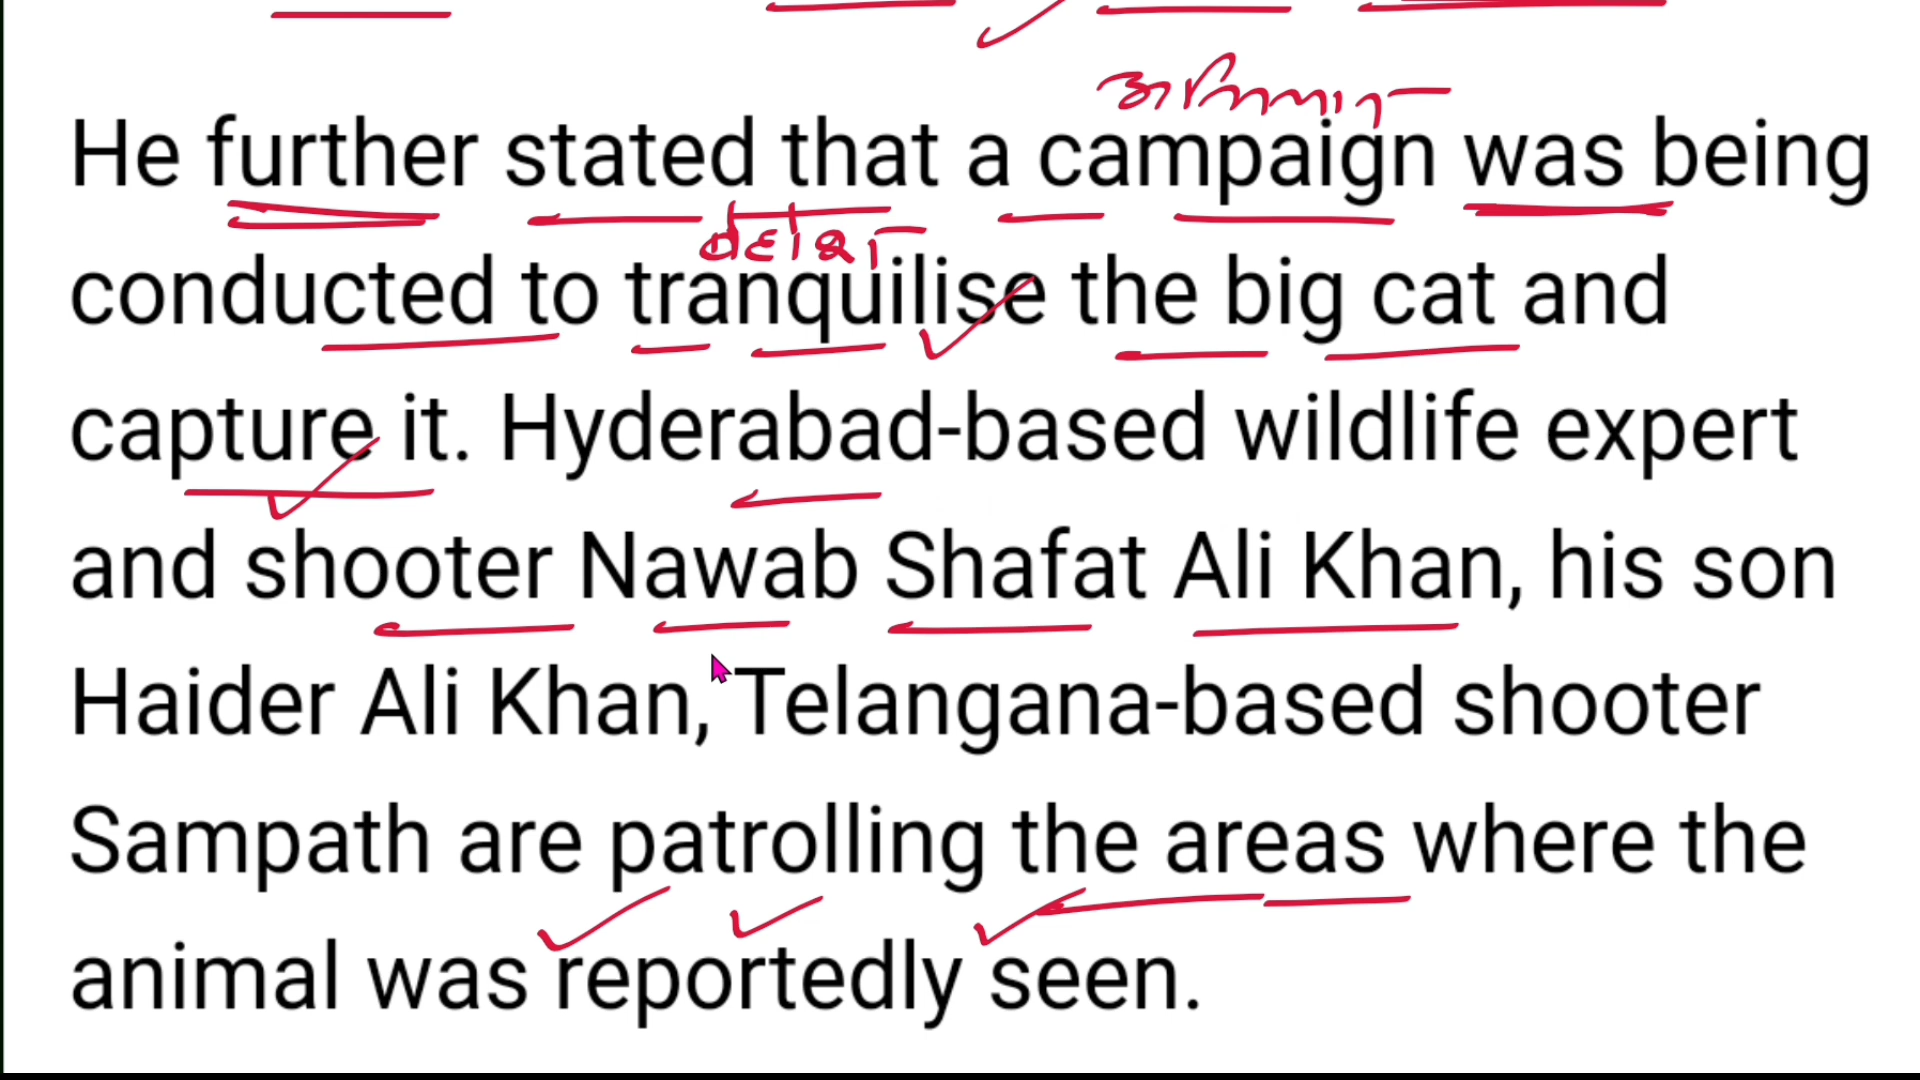 He further stated that a campaign was being
conducted to tranquilise the big cat and
capture it. Hyderabad-based wildlife expert
and shooter Nawab Shafat Ali Khan, his son
Haider Ali Khan, Telangana-based shooter
Sampath are patrolling the areas where the
animal was reportedly seen.